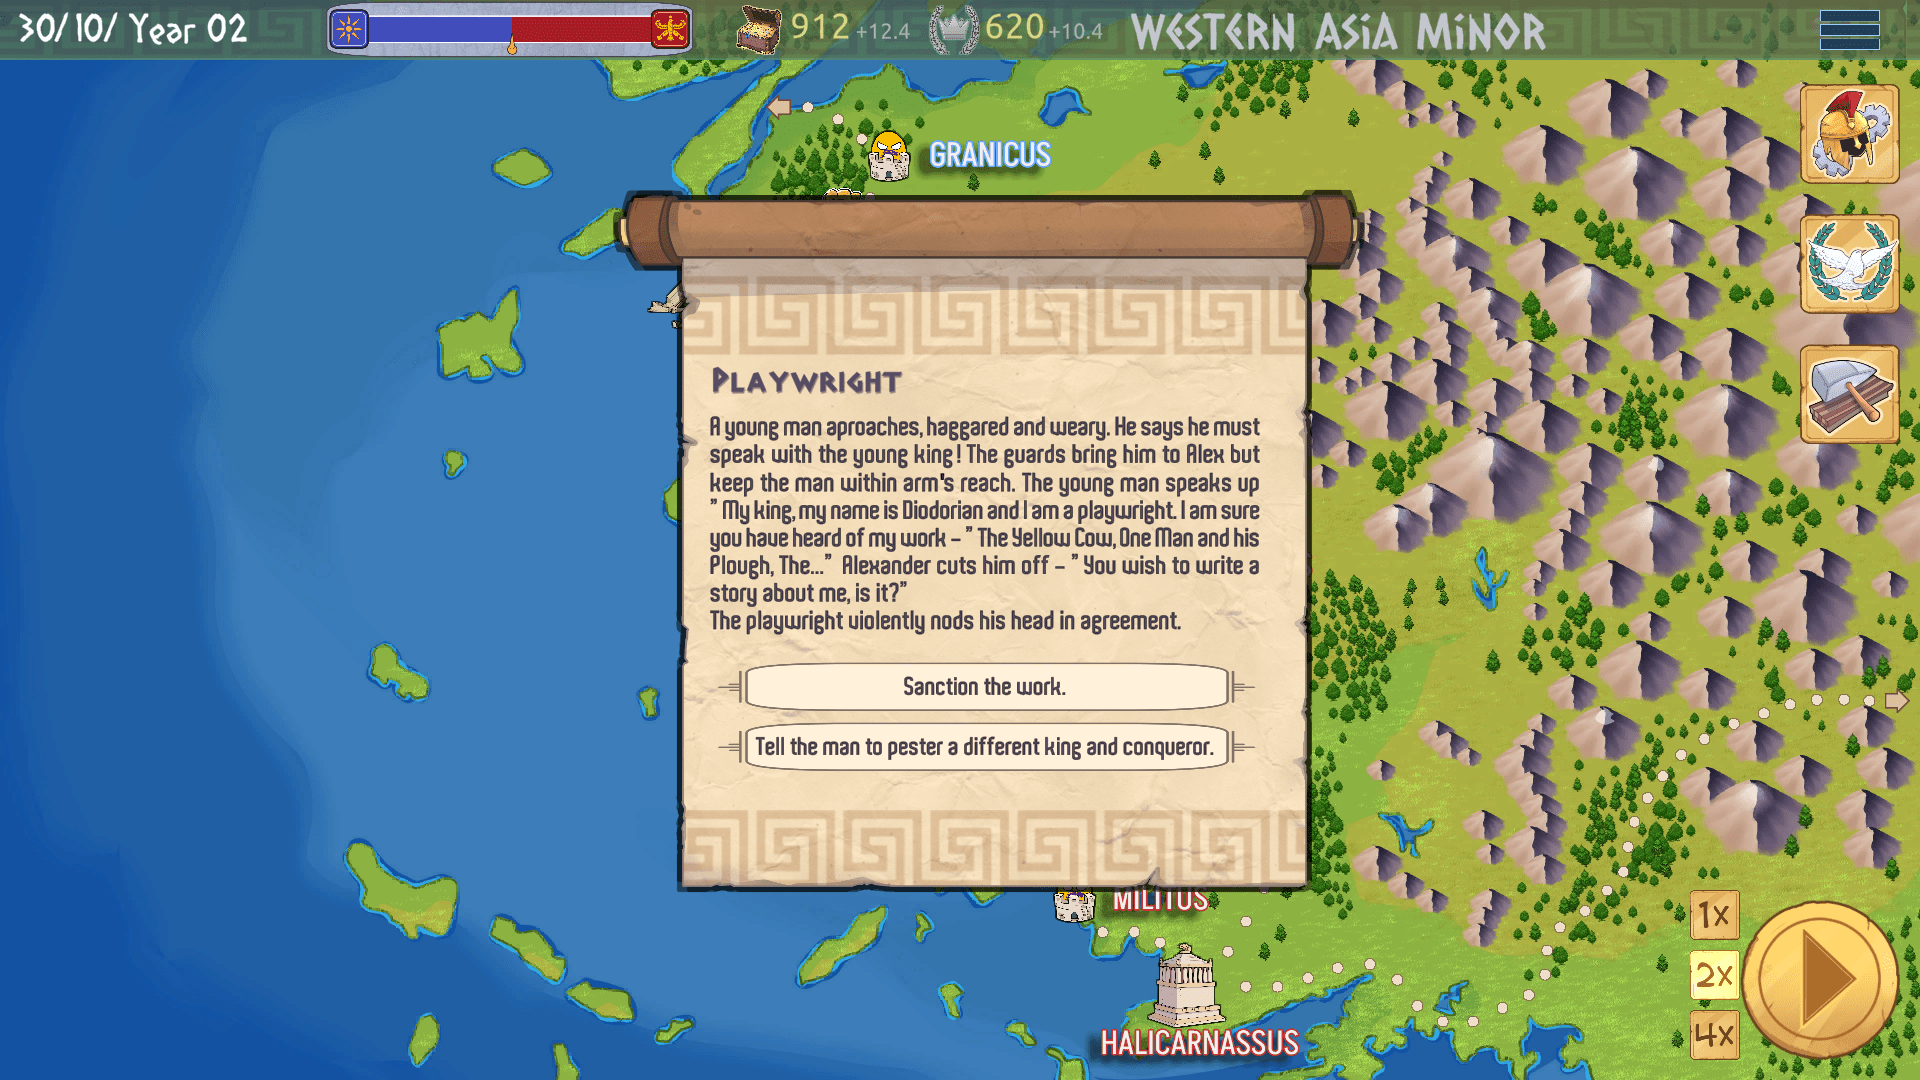 30/10/ Year 02
912 +12.4
620 +10.4
WESTERN ASIA MINOR
GRANICUS
PLAYWRIGHT
A young man aproaches, haggared and weary. He says he must
speak with the young king! The guards bring him to Alex but
keep the man within arm's reach. The young man speaks up
" My king, my name is Diodorian and I am a playwright. I am sure
you have heard of my work – " The Yellow Cow, One Man and his
Plough, The..." Alexander cuts him off – " You wish to write a
story about me, is it?"
The playwright violently nods his head in agreement.
Sanction the work.
Tell the man to pester a different king and conqueror.
MILITUS
HALICARNASSUS
1x
2x
4x